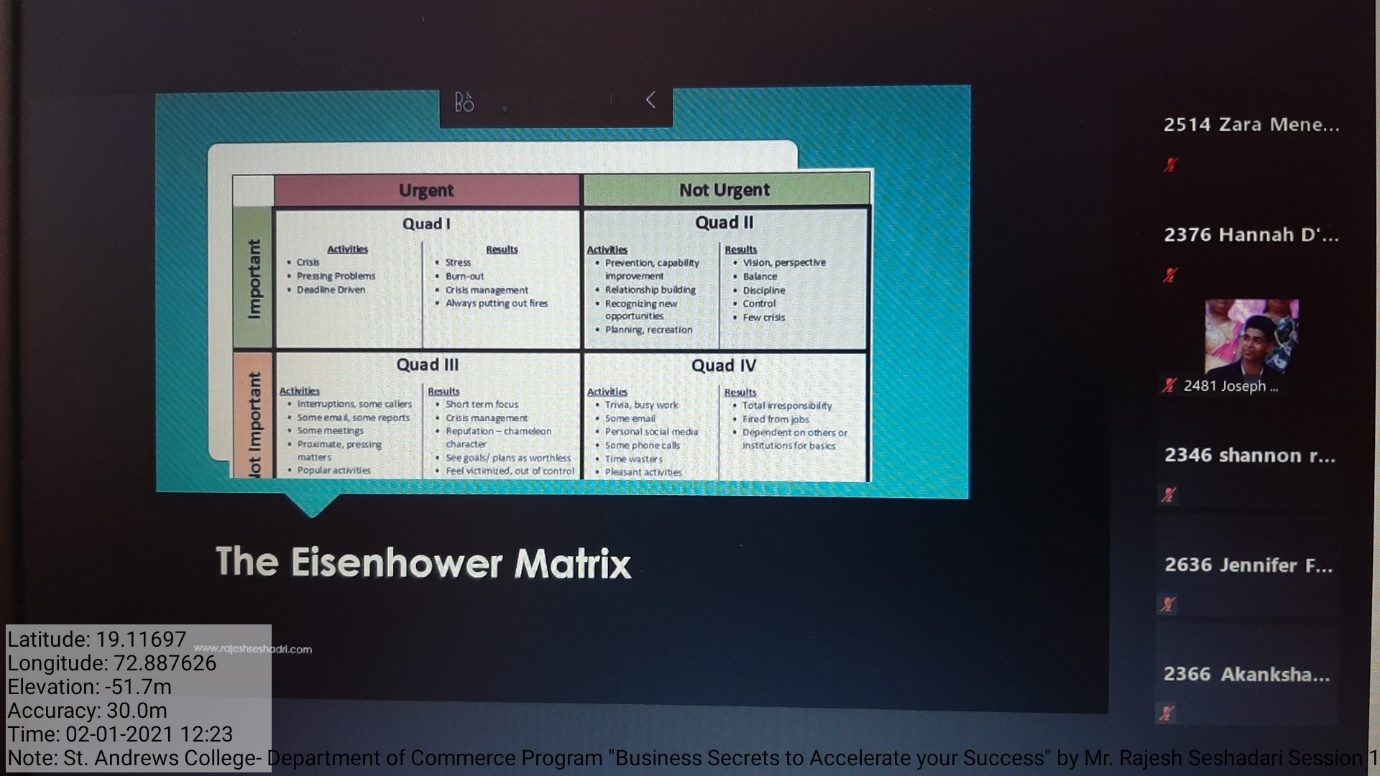 B&O
Urgent
Not Urgent
Important
Quad I
Activities
• Crisis
• Pressing Problems
• Deadline Driven
Results
• Stress
• Burn-out
• Crisis management
• Always putting out fires
Quad II
Activities
• Prevention, capability
improvement
• Relationship building
• Recognizing new
opportunities
• Planning, recreation
Results
• Vision, perspective
• Balance
• Discipline
• Control
• Few crisis
Not Important
Quad III
Activities
• Interruptions, some callers
• Some email, some reports
• Some meetings
• Proximate, pressing
matters
• Popular activities
Results
• Short term focus
• Crisis management
• Reputation – chameleon
character
• See goals/ plans as worthless
• Feel victimized, out of control
Quad IV
Activities
• Trivia, busy work
• Some email
• Personal social media
• Some phone calls
• Time wasters
• Pleasant activities
Results
• Total irresponsibility
• Fired from jobs
• Dependent on others or
institutions for basics
The Eisenhower Matrix
www.rajeshseshadri.com
2514 Zara Mene...
2376 Hannah D'...
2481 Joseph ...
2346 shannon r...
2636 Jennifer F...
2366 Akanksha...
Latitude: 19.11697
Longitude: 72.887626
Elevation: -51.7m
Accuracy: 30.0m
Time: 02-01-2021 12:23
Note: St. Andrews College- Department of Commerce Program "Business Secrets to Accelerate your Success" by Mr. Rajesh Seshadari Session 1